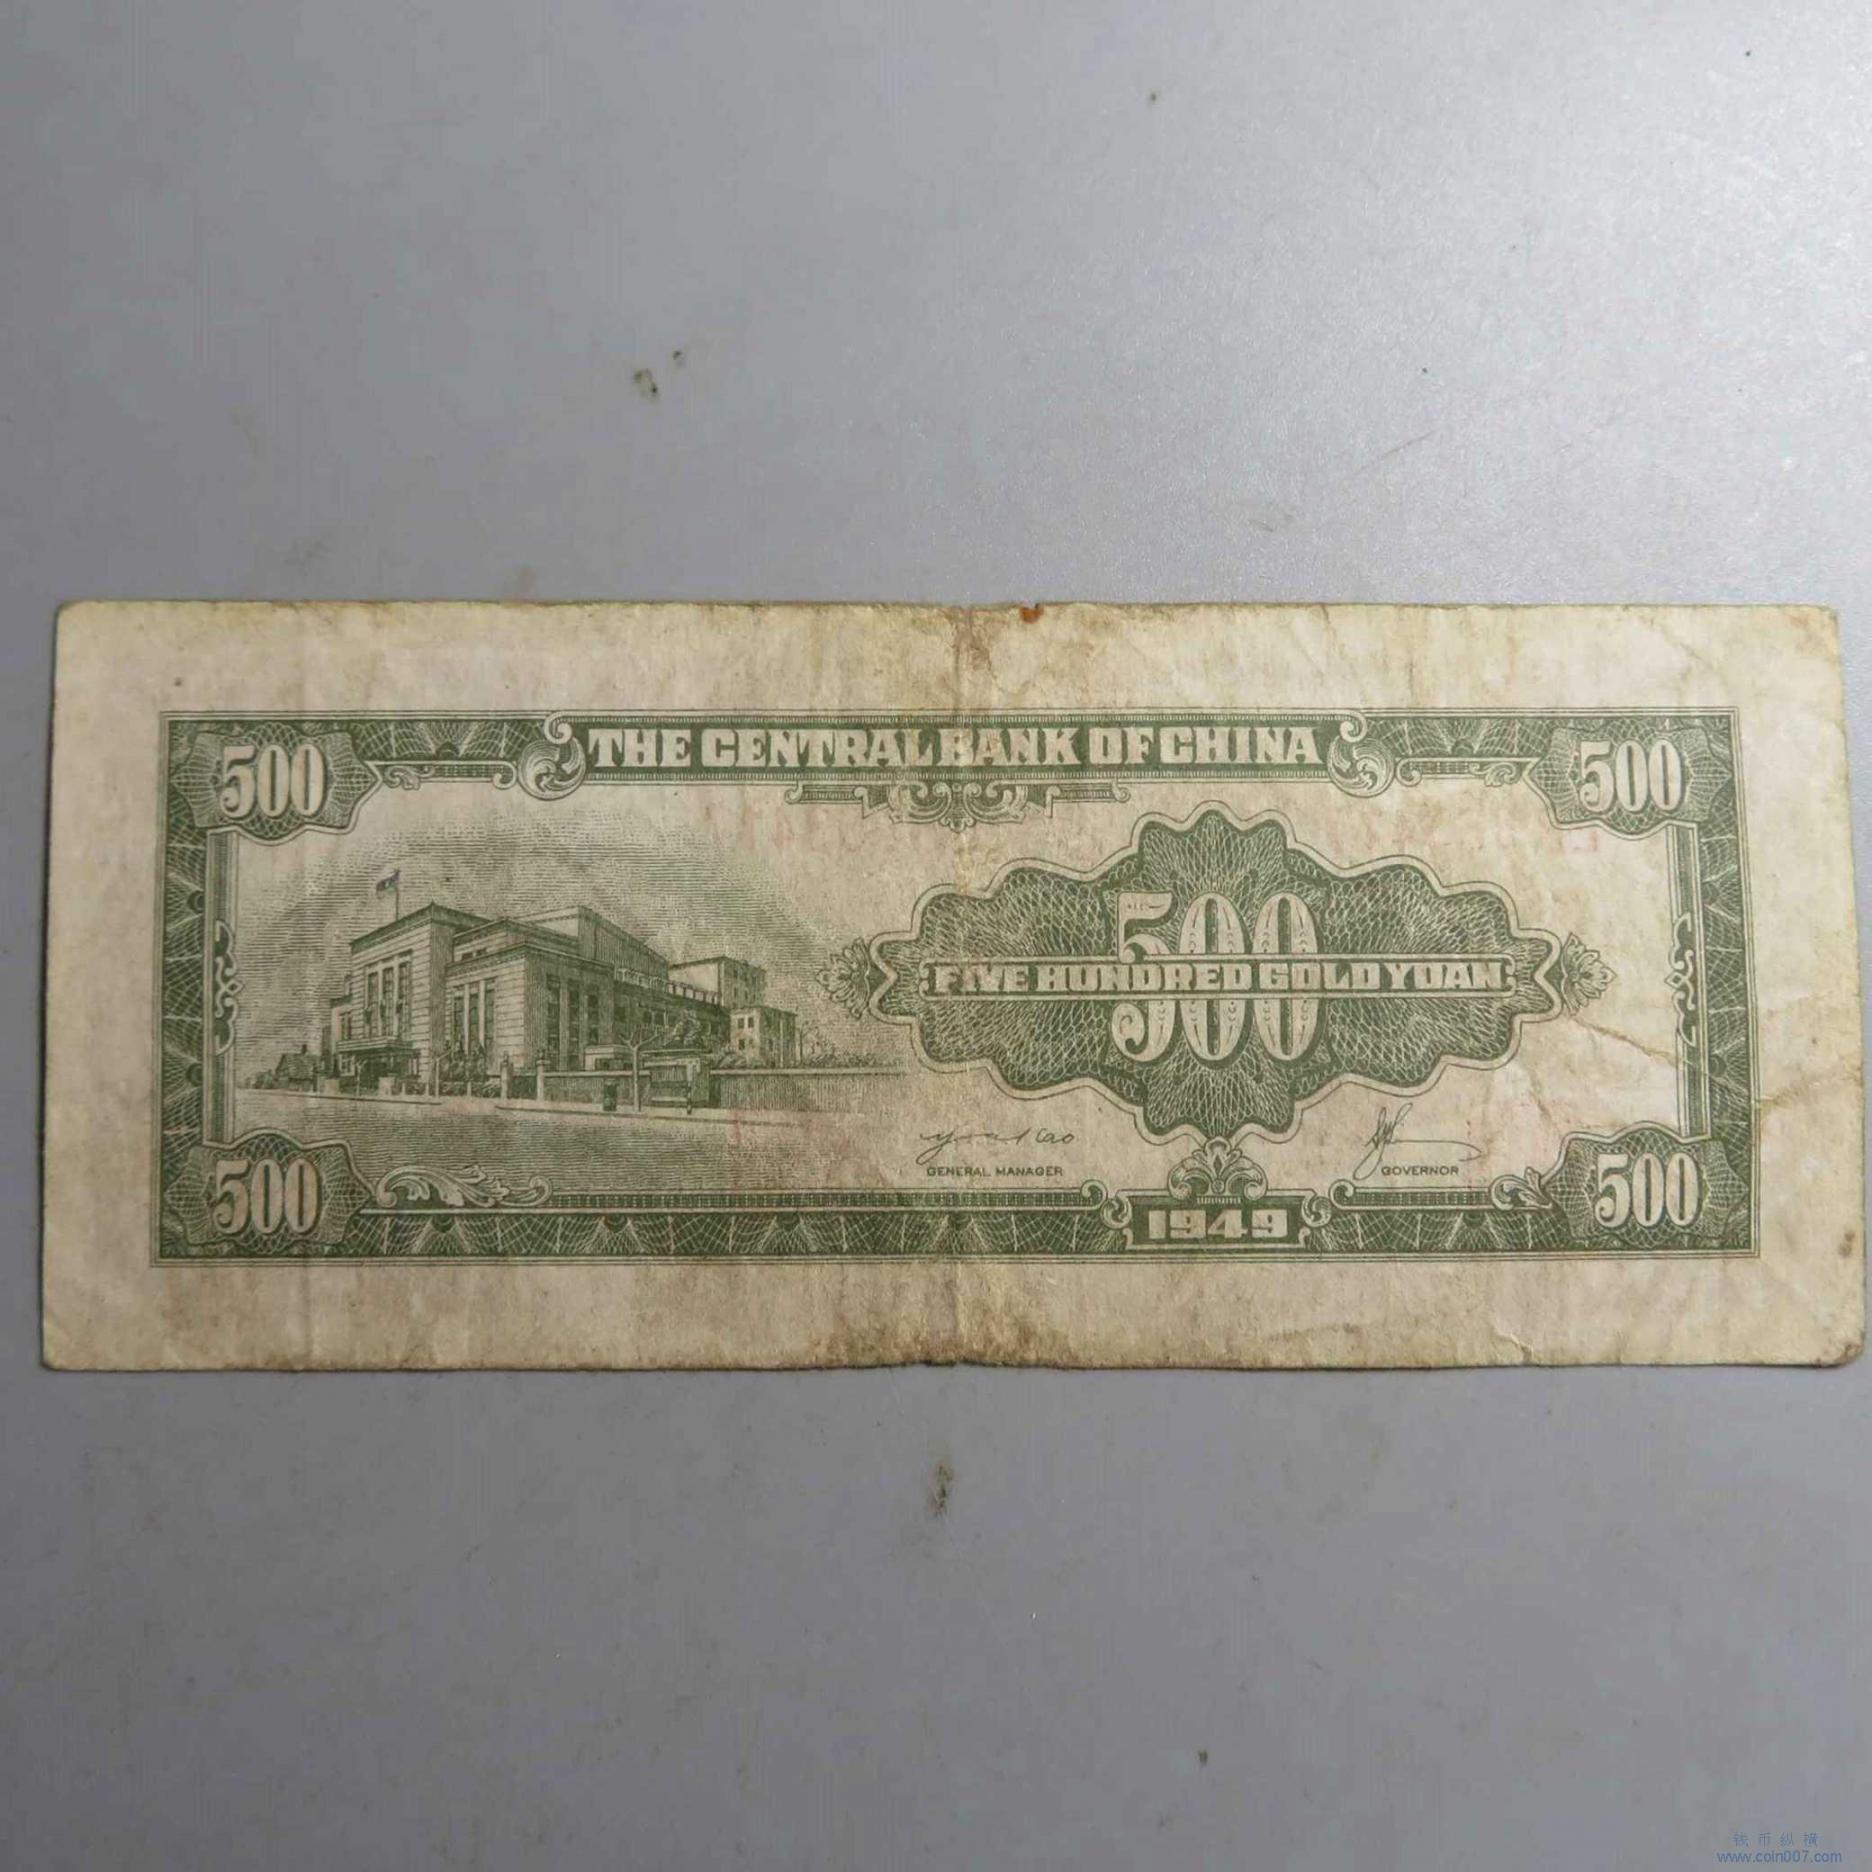 THE CENTRAL BANK OF CHINA
500
500
500
FIVE HUNDRED GOLD YUAN
GENERAL MANAGER
GOVERNOR
500
500
1949
钱币纵横
www.coin007.com